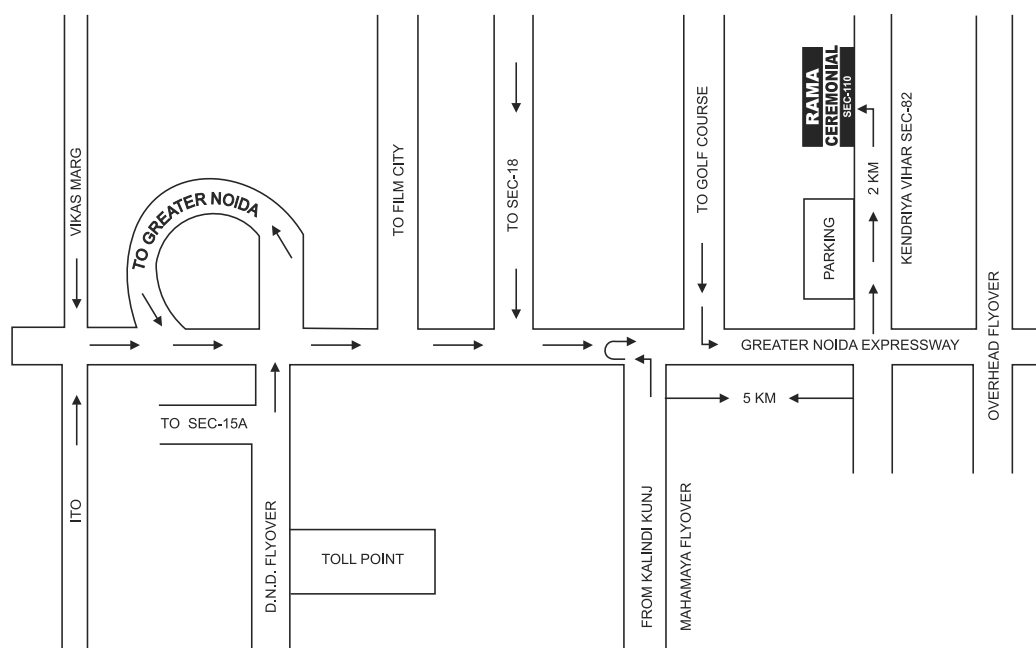 VIKAS MARG
TO GREATER NOIDA
TO FILM CITY
TO SEC-18
TO GOLF COURSE
RAMA
CEREMONIAL
SEC-110
2 KM
KENDRIYA VIHAR SEC-82
PARKING
GREATER NOIDA EXPRESSWAY
OVERHEAD FLYOVER
5 KM
TO SEC-15A
ITO
D.N.D. FLYOVER
TOLL POINT
FROM KALINDI KUNJ
MAHAMAYA FLYOVER